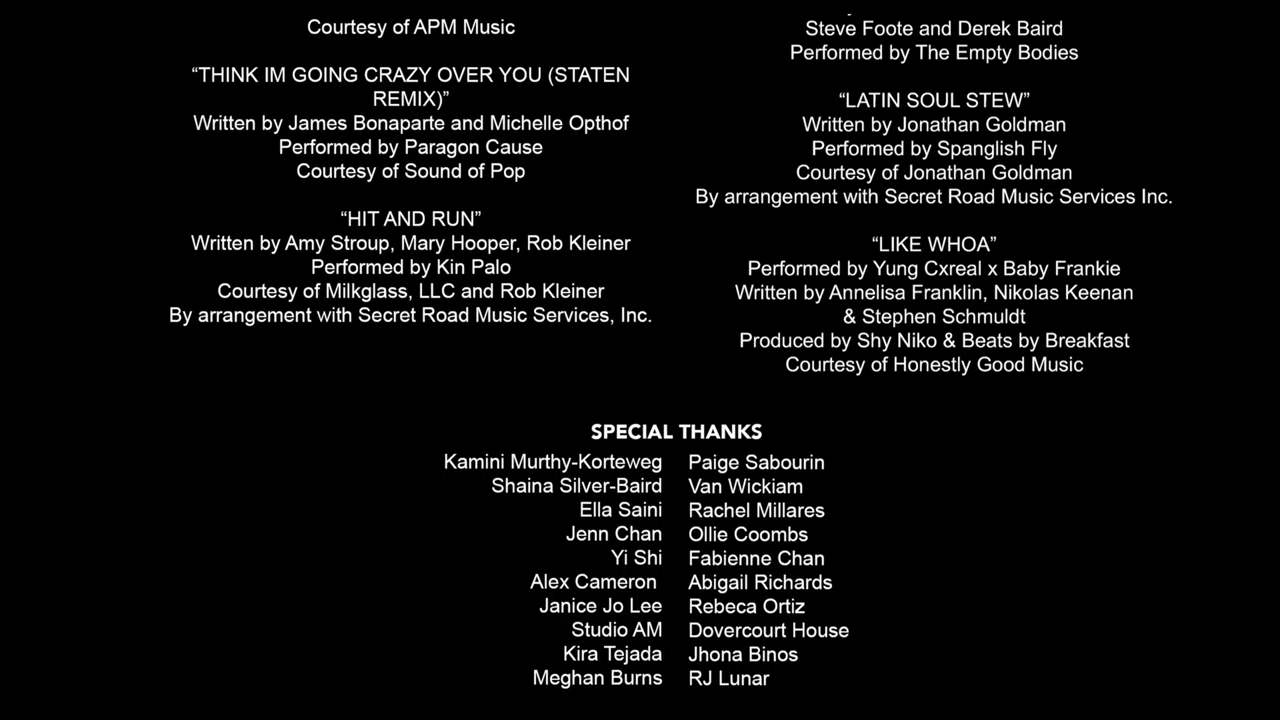 Courtesy of APM Music
“THINK IM GOING CRAZY OVER YOU (STATEN
REMIX)”
Written by James Bonaparte and Michelle Opthof
Performed by Paragon Cause
Courtesy of Sound of Pop
“HIT AND RUN”
Written by Amy Stroup, Mary Hooper, Rob Kleiner
Performed by Kin Palo
Courtesy of Milkglass, LLC and Rob Kleiner
By arrangement with Secret Road Music Services, Inc.
Steve Foote and Derek Baird
Performed by The Empty Bodies
“LATIN SOUL STEW”
Written by Jonathan Goldman
Performed by Spanglish Fly
Courtesy of Jonathan Goldman
By arrangement with Secret Road Music Services Inc.
“LIKE WHOA”
Performed by Yung Cxreal x Baby Frankie
Written by Annelisa Franklin, Nikolas Keenan
& Stephen Schmuldt
Produced by Shy Niko & Beats by Breakfast
Courtesy of Honestly Good Music
SPECIAL THANKS
Kamini Murthy-Korteweg Paige Sabourin
Shaina Silver-Baird Van Wickiam
Ella Saini Rachel Millares
Jenn Chan Ollie Coombs
Yi Shi Fabienne Chan
Alex Cameron Abigail Richards
Janice Jo Lee Rebeca Ortiz
Studio AM Dovercourt House
Kira Tejada Jhona Binos
Meghan Burns RJ Lunar